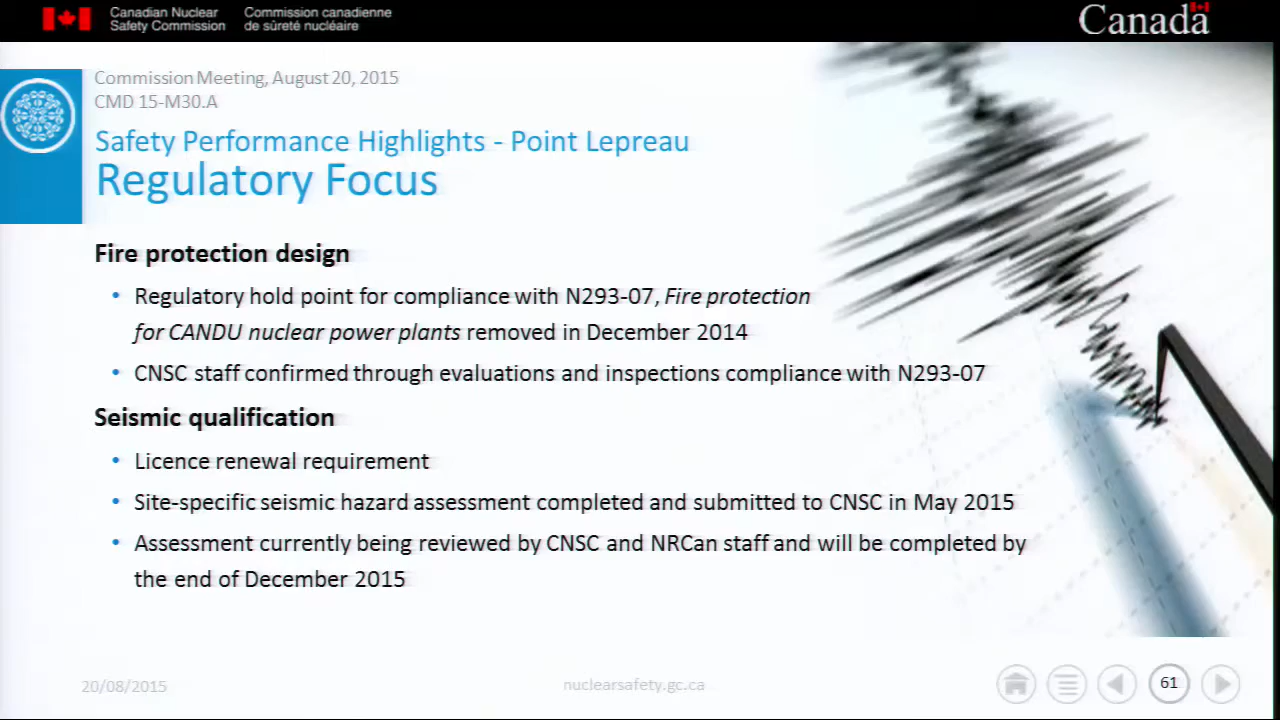 Canadian Nuclear Safety Commission
Commission canadienne de sûreté nucléaire
Canada
Commission Meeting, August 20, 2015
CMD 15-M30.A
Safety Performance Highlights - Point Lepreau
Regulatory Focus
Fire protection design
• Regulatory hold point for compliance with N293-07, Fire protection
for CANDU nuclear power plants removed in December 2014
• CNSC staff confirmed through evaluations and inspections compliance with N293-07
Seismic qualification
• Licence renewal requirement
• Site-specific seismic hazard assessment completed and submitted to CNSC in May 2015
• Assessment currently being reviewed by CNSC and NRCan staff and will be completed by
the end of December 2015
20/08/2015
nuclearsafety.gc.ca
61